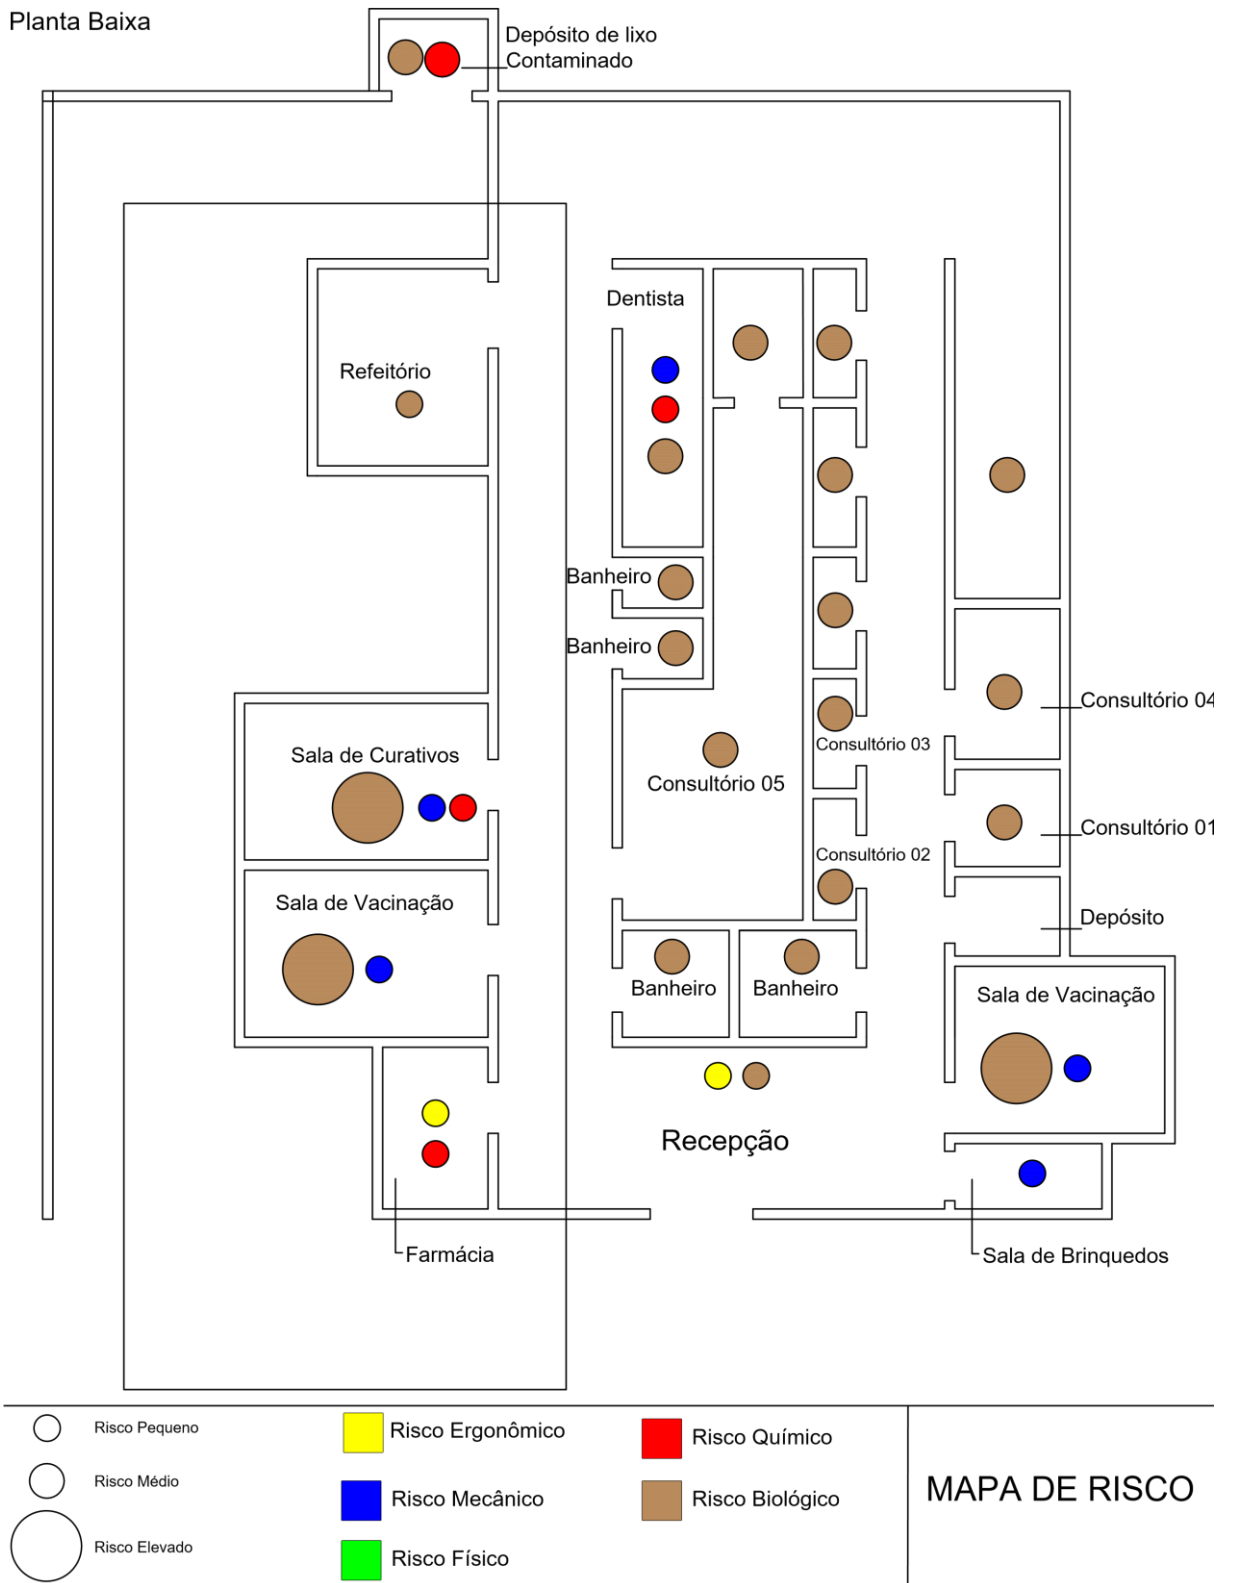 Planta Baixa
Depósito de lixo
Contaminado
Dentista
Refeitório
Banheiro
Banheiro
Consultório 04
Consultório 03
Sala de Curativos
Consultório 05
Consultório 01
Consultório 02
Sala de Vacinação
Depósito
Banheiro
Banheiro
Sala de Vacinação
Recepção
Farmácia
Sala de Brinquedos
Risco Pequeno
Risco Médio
Risco Elevado
Risco Ergonômico
Risco Mecânico
Risco Físico
Risco Químico
Risco Biológico
MAPA DE RISCO